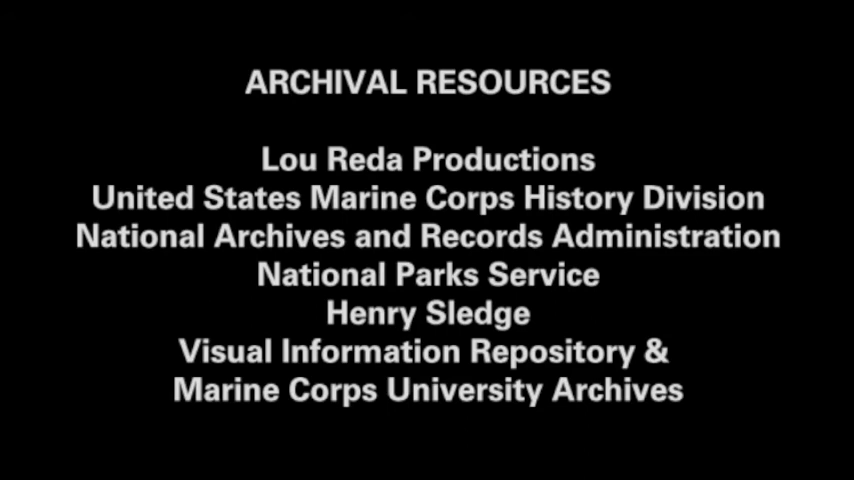 ARCHIVAL RESOURCES
Lou Reda Productions
United States Marine Corps History Division
National Archives and Records Administration
National Parks Service
Henry Sledge
Visual Information Repository &
Marine Corps University Archives